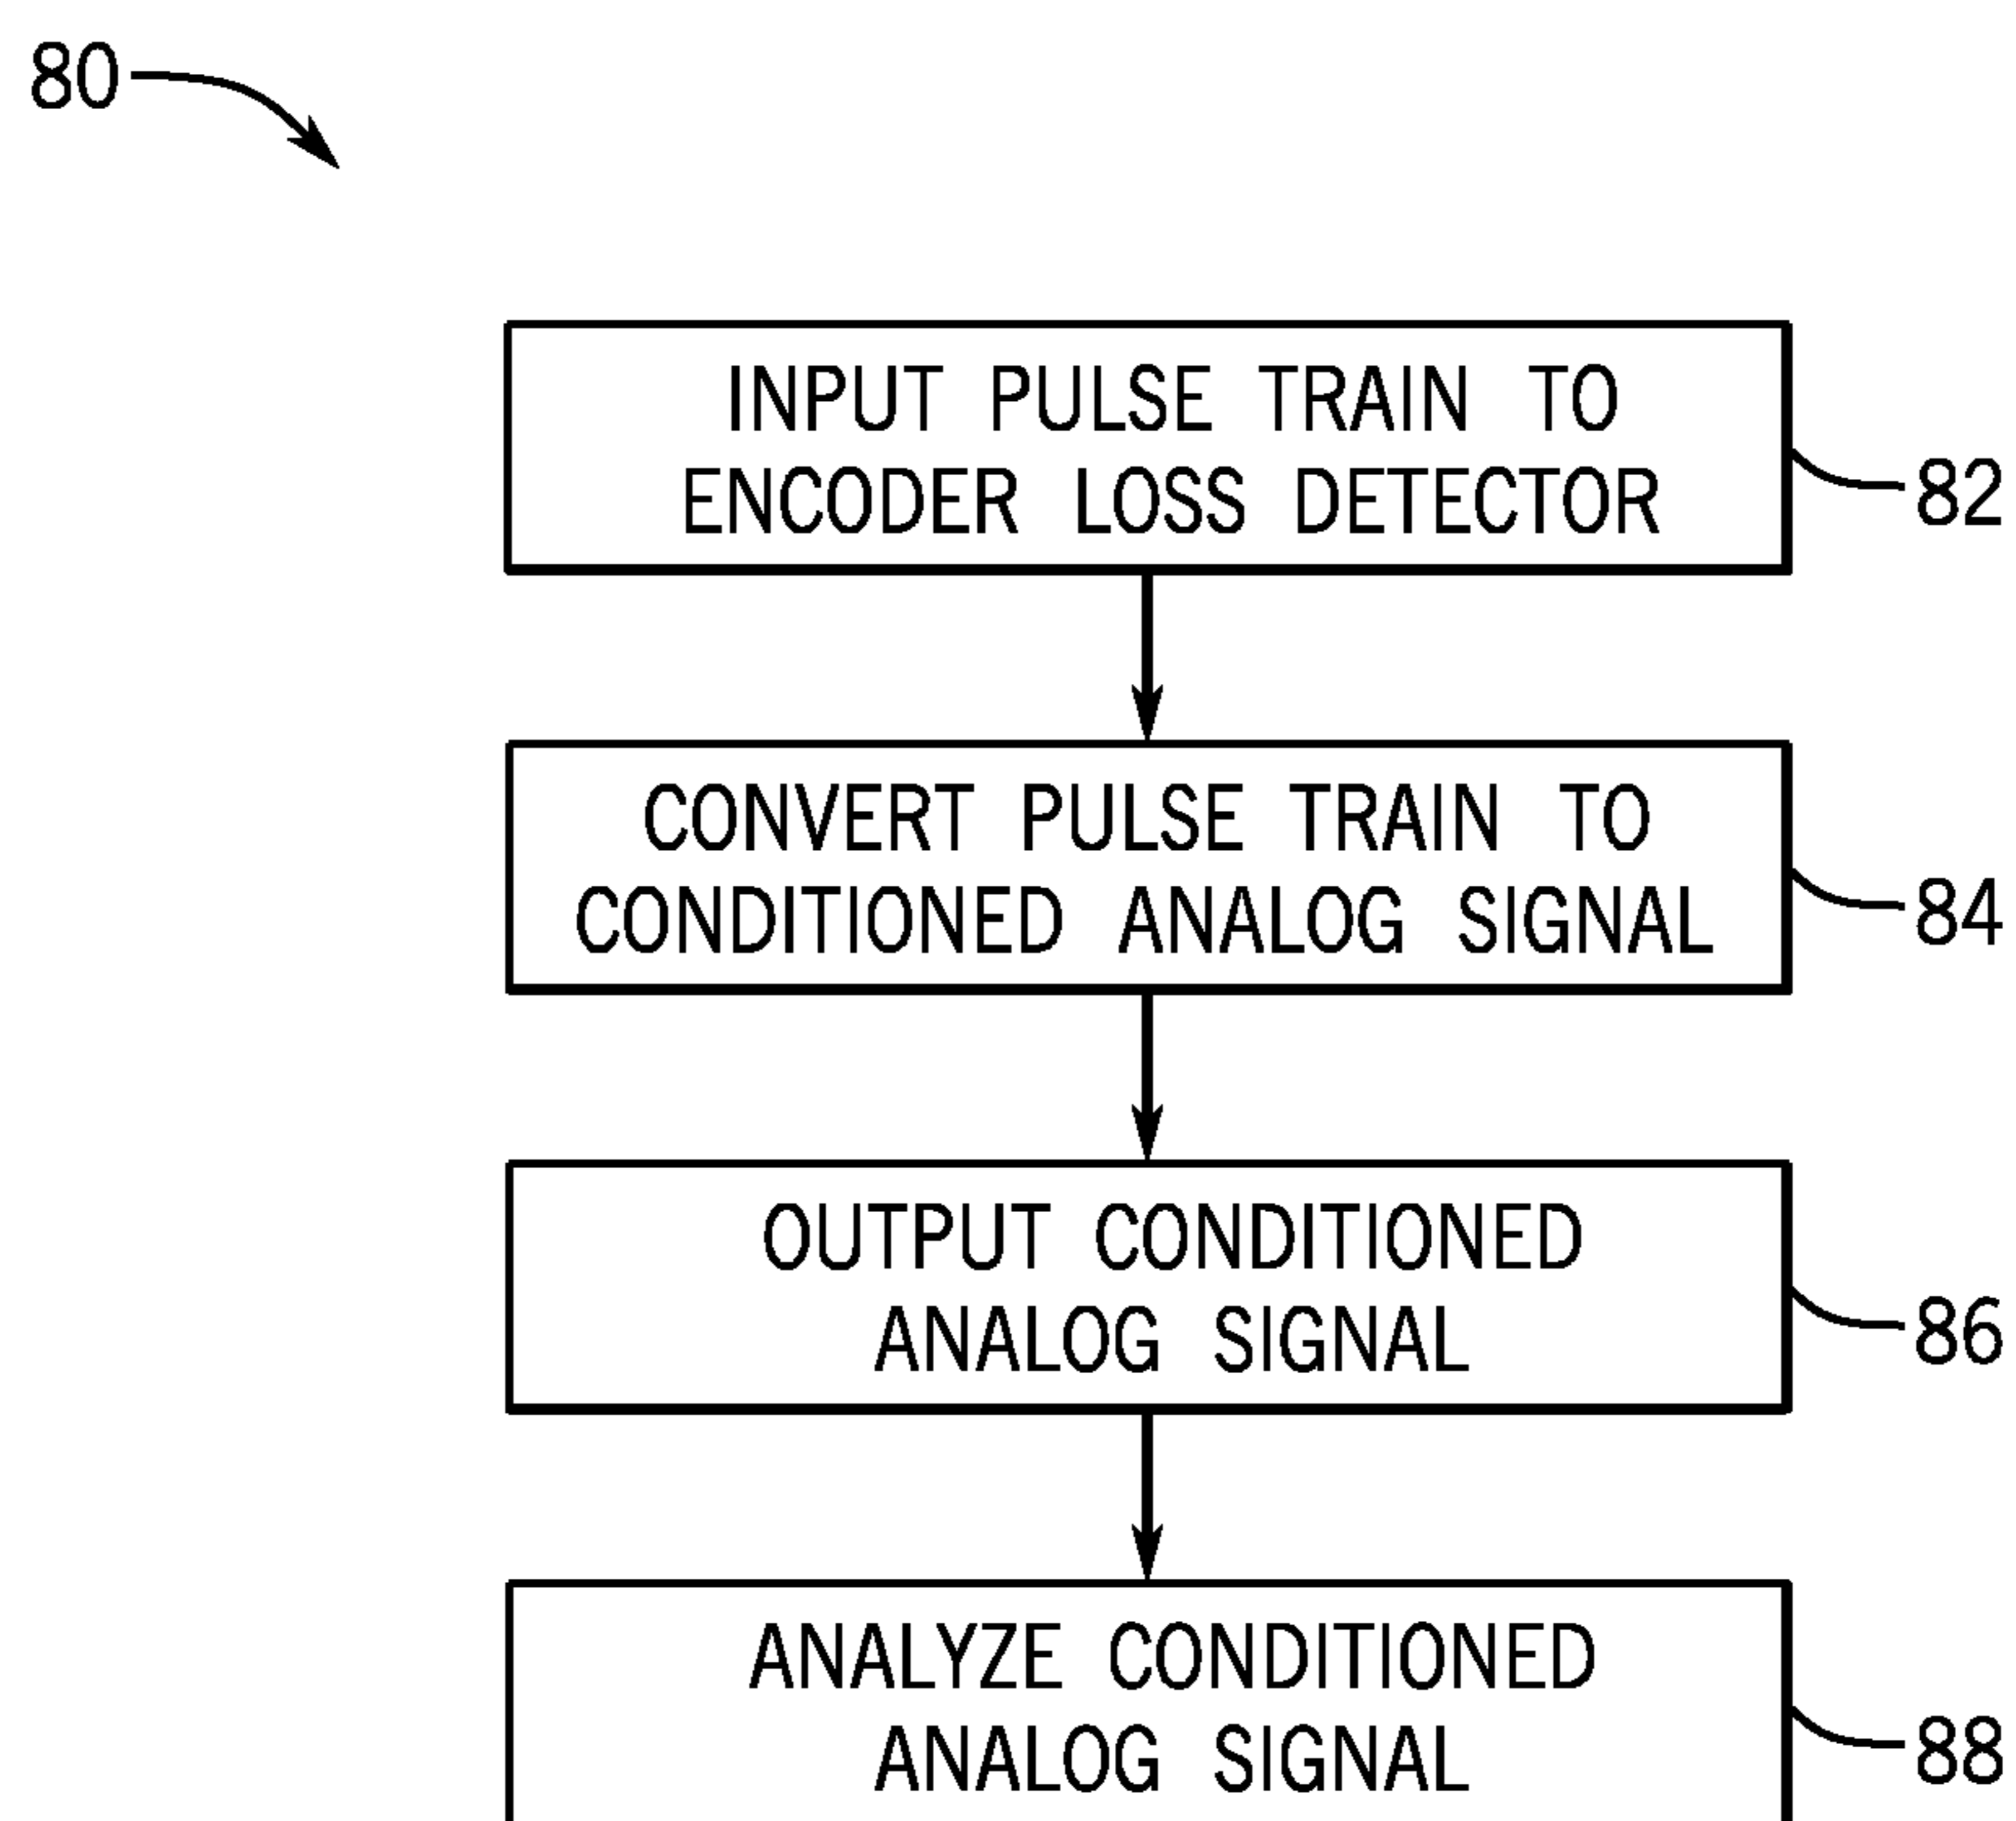 80
INPUT PULSE TRAIN TO
ENCODER LOSS DETECTOR
82
CONVERT PULSE TRAIN TO
CONDITIONED ANALOG SIGNAL
84
OUTPUT CONDITIONED
ANALOG SIGNAL
86
ANALYZE CONDITIONED
ANALOG SIGNAL
88